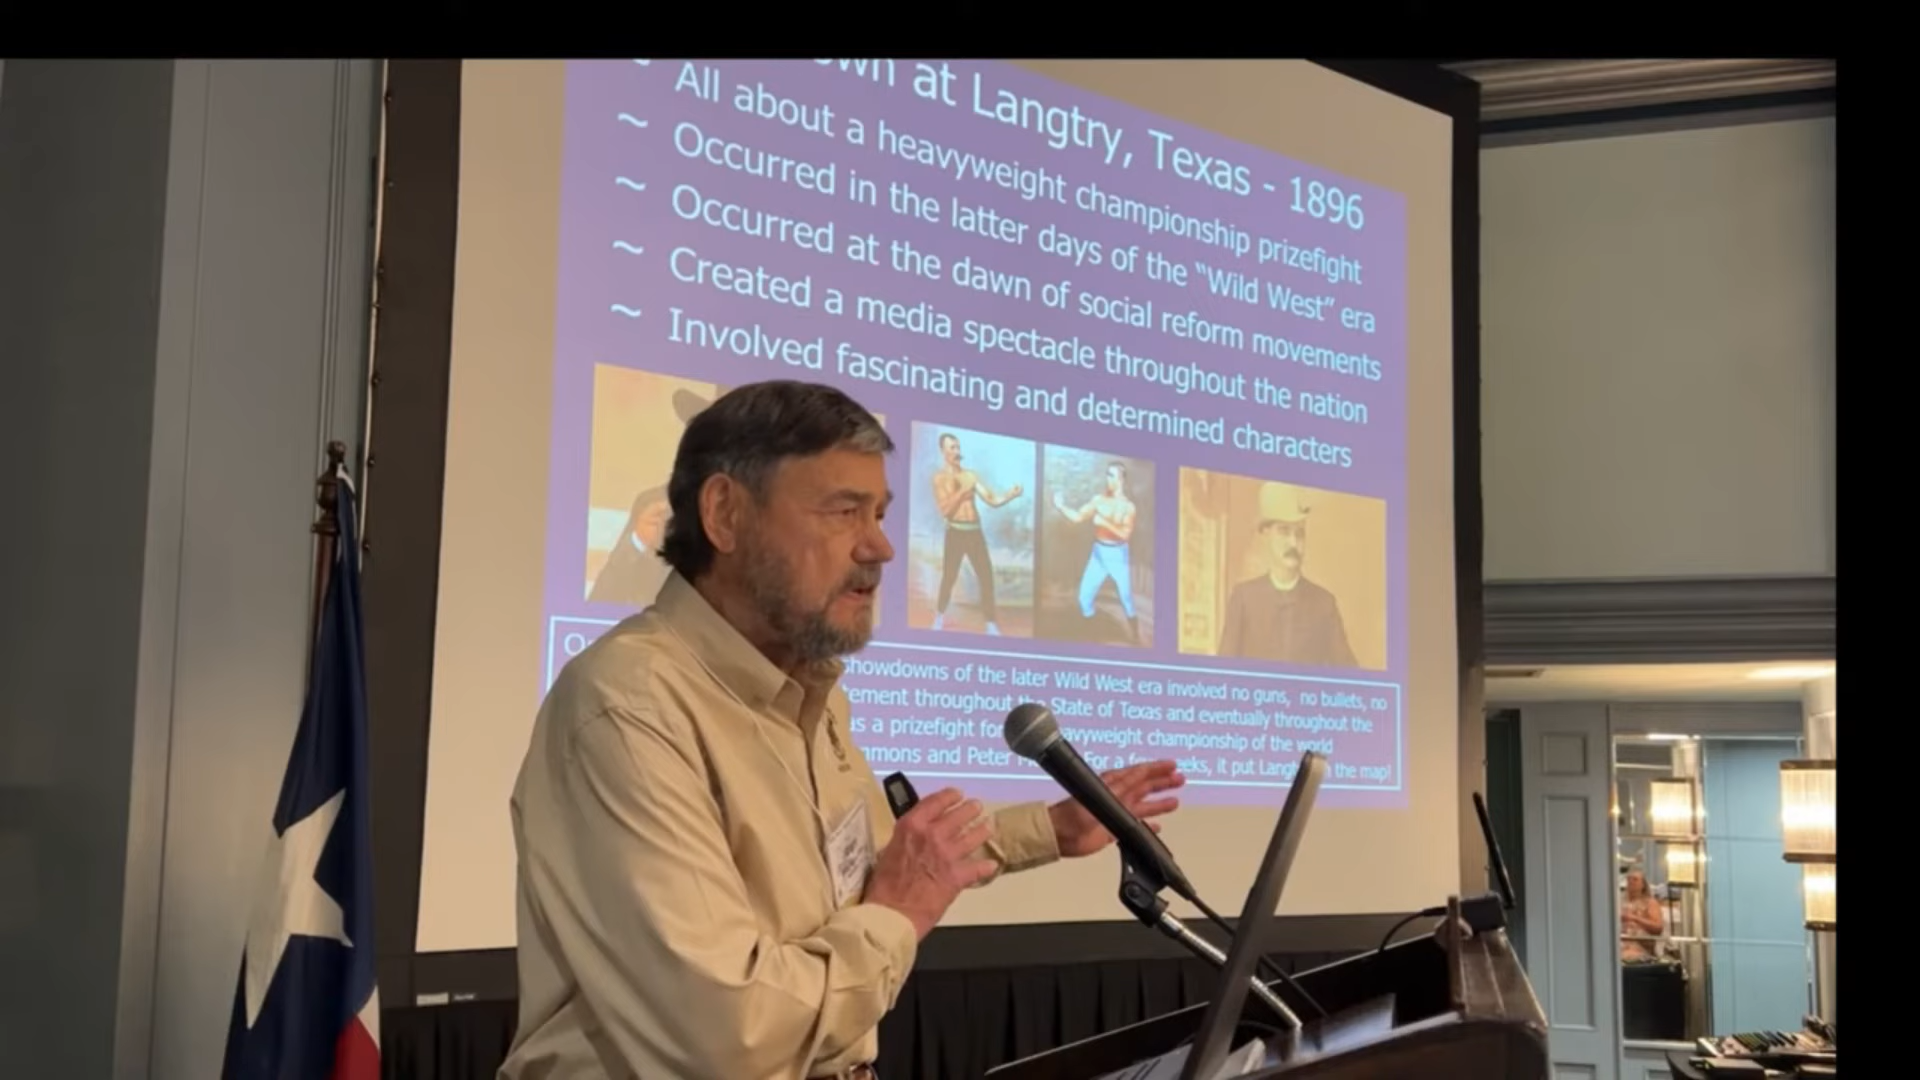 at Langtry, Texas - 1896
~ All about a heavyweight championship prizefight
~ Occurred in the latter days of the “Wild West” era
~ Occurred at the dawn of social reform movements
~ Created a media spectacle throughout the nation
~ Involved fascinating and determined characters
showdowns of the later Wild West era involved no guns, no bullets, no
tement throughout the State of Texas and eventually throughout the
as a prizefight for avyweight championship of the world
mmons and Peter M For a few eeks, it put Langt the map!